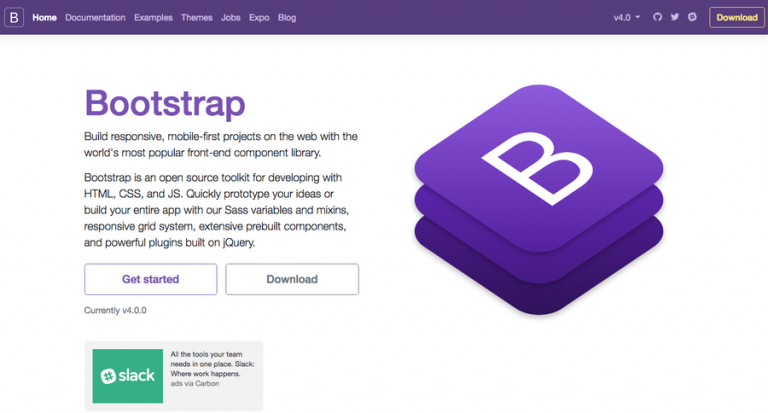 B Home Documentation Examples Themes Jobs Expo Blog v4.0 Download
Bootstrap
Build responsive, mobile-first projects on the web with the
world's most popular front-end component library.
Bootstrap is an open source toolkit for developing with
HTML, CSS, and JS. Quickly prototype your ideas or
build your entire app with our Sass variables and mixins,
responsive grid system, extensive prebuilt components,
and powerful plugins built on jQuery.
Get started Download
Currently v4.0.0
B
slack
All the tools your team
needs in one place. Slack:
Where work happens.
ads via Carbon